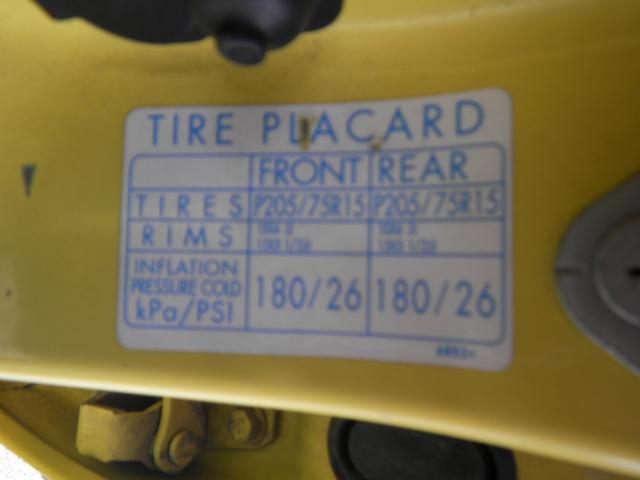 TIRE PLACARD
FRONT REAR
TIRES P205/75R15 P205/75R15
RIMS
INFLATION
PRESSURE COLD
kPa/PSI 180/26 180/26